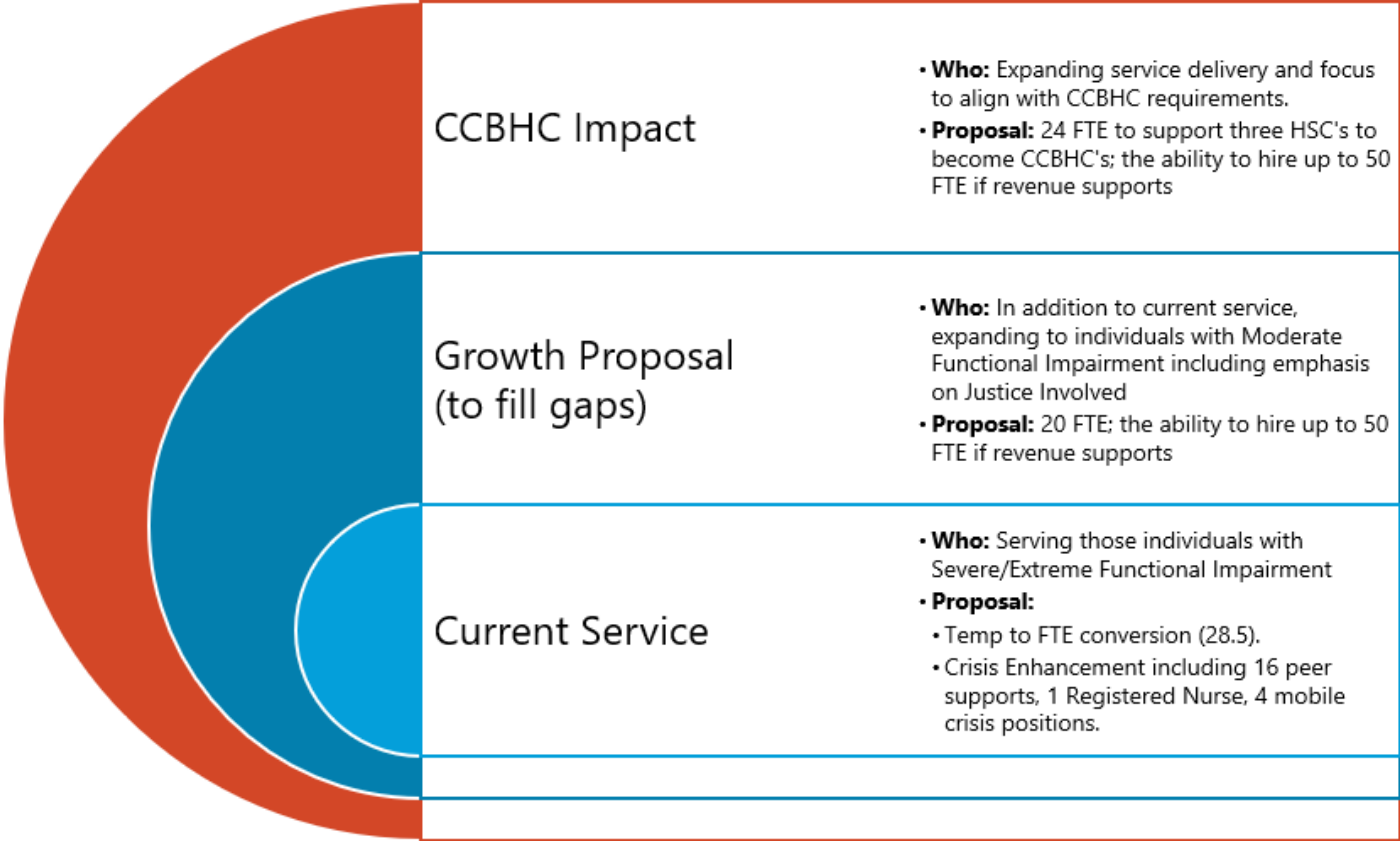 CCBHC Impact
• Who: Expanding service delivery and focus
to align with CCBHC requirements.
• Proposal: 24 FTE to support three HSC's to
become CCBHC's; the ability to hire up to 50
FTE if revenue supports
Growth Proposal
(to fill gaps)
• Who: In addition to current service,
expanding to individuals with Moderate
Functional Impairment including emphasis
on Justice Involved
• Proposal: 20 FTE; the ability to hire up to 50
FTE if revenue supports
Current Service
• Who: Serving those individuals with
Severe/Extreme Functional Impairment
• Proposal:
• Temp to FTE conversion (28.5).
• Crisis Enhancement including 16 peer
supports, 1 Registered Nurse, 4 mobile
crisis positions.